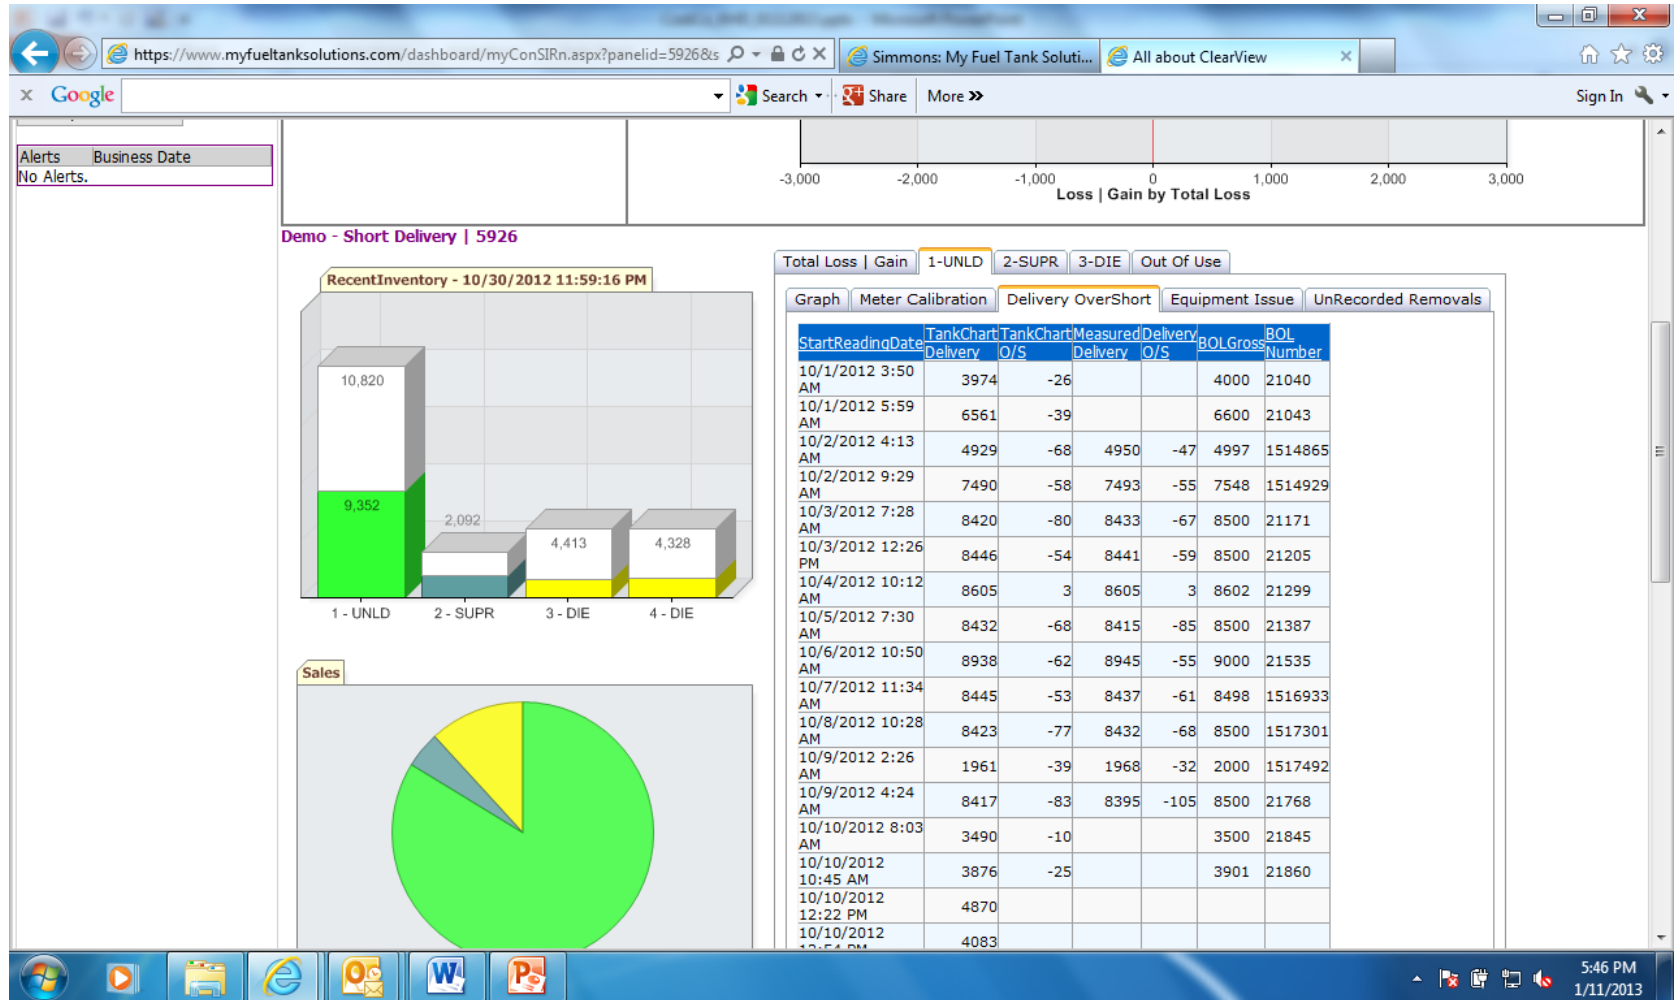 https://www.myfueltanksolutions.com/dashboard/myConSIRn.aspx?panelid=5926&s
Simmons: My Fuel Tank Soluti...
All about ClearView
x Google
Search
Share
More »
Sign In
Alerts Business Date
No Alerts.
-3,000 -2,000 -1,000 0 1,000 2,000 3,000
Loss | Gain by Total Loss
Demo - Short Delivery | 5926
RecentInventory - 10/30/2012 11:59:16 PM
10,820
9,352
2,092
4,413
4,328
1 - UNLD 2 - SUPR 3 - DIE 4 - DIE
Sales
Total Loss | Gain 1-UNLD 2-SUPR 3-DIE Out Of Use
Graph Meter Calibration Delivery OverShort Equipment Issue UnRecorded Removals
StartReadingDate TankChart Delivery TankChart O/S Measured Delivery Delivery O/S BOLGross BOL Number
10/1/2012 3:50 AM 3974 -26 4000 21040
10/1/2012 5:59 AM 6561 -39 6600 21043
10/2/2012 4:13 AM 4929 -68 4950 -47 4997 1514865
10/2/2012 9:29 AM 7490 -58 7493 -55 7548 1514929
10/3/2012 7:28 AM 8420 -80 8433 -67 8500 21171
10/3/2012 12:26 PM 8446 -54 8441 -59 8500 21205
10/4/2012 10:12 AM 8605 3 8605 3 8602 21299
10/5/2012 7:30 AM 8432 -68 8415 -85 8500 21387
10/6/2012 10:50 AM 8938 -62 8945 -55 9000 21535
10/7/2012 11:34 AM 8445 -53 8437 -61 8498 1516933
10/8/2012 10:28 AM 8423 -77 8432 -68 8500 1517301
10/9/2012 2:26 AM 1961 -39 1968 -32 2000 1517492
10/9/2012 4:24 AM 8417 -83 8395 -105 8500 21768
10/10/2012 8:03 AM 3490 -10 3500 21845
10/10/2012 10:45 AM 3876 -25 3901 21860
10/10/2012 12:22 PM 4870
10/10/2012 12:54 PM 4083
5:46 PM
1/11/2013